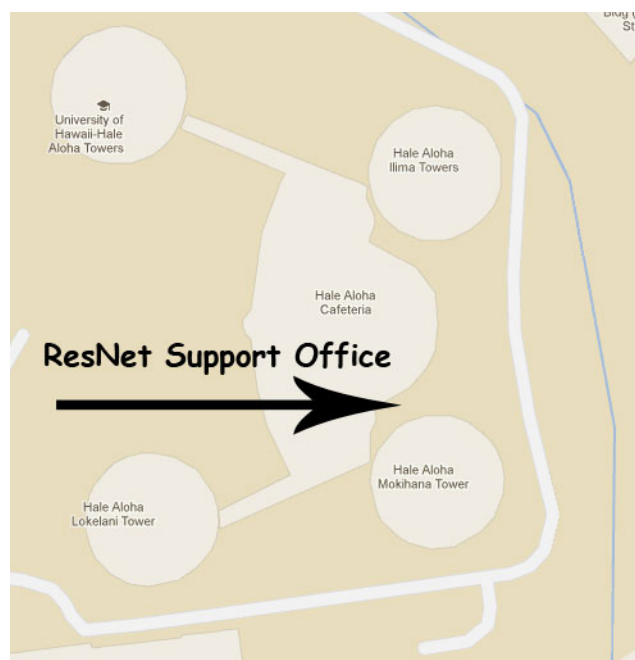 University of
Hawaii-Hale
Aloha Towers
Hale Aloha
Ilima Towers
Hale Aloha
Cafeteria
ResNet Support Office
Hale Aloha
Mokihana Tower
Hale Aloha
Lokelani Tower